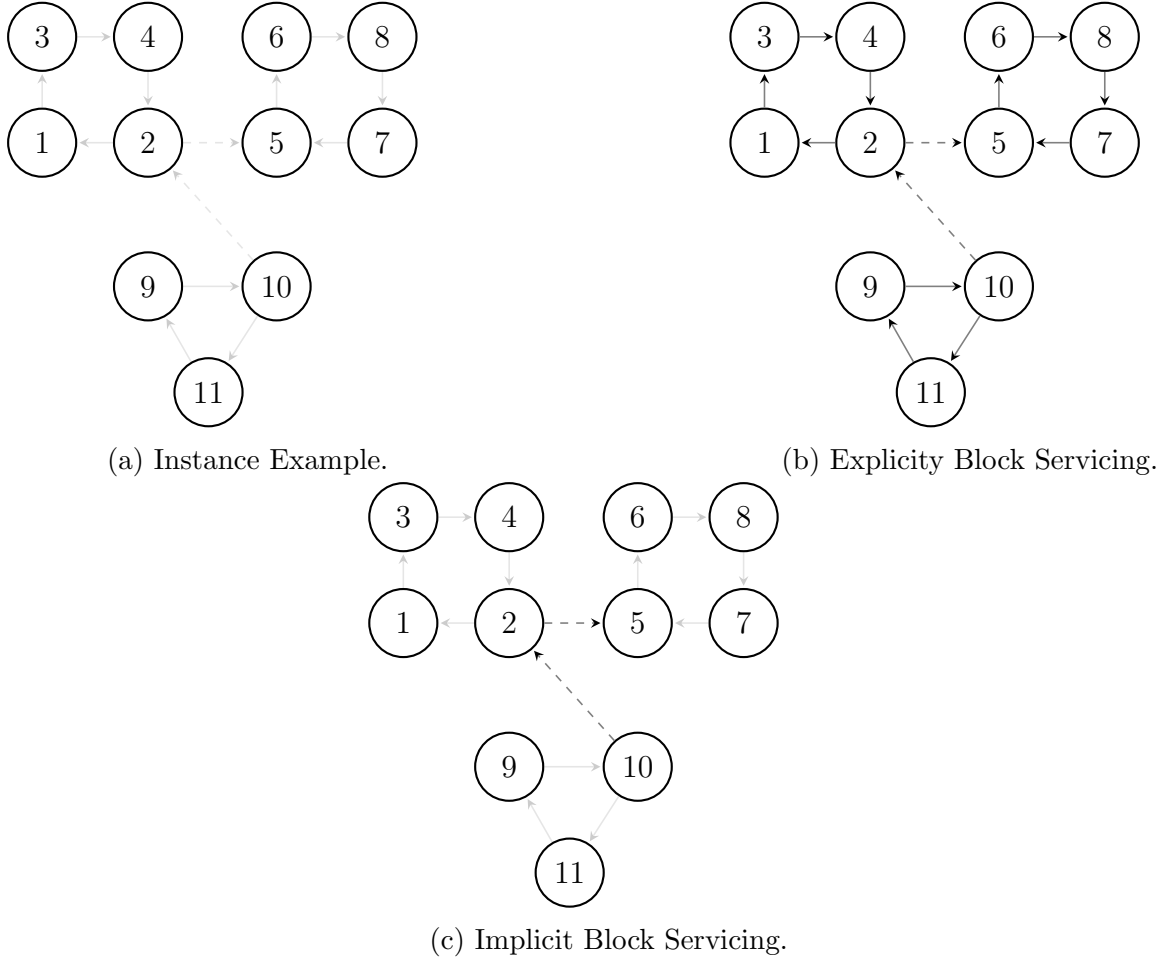 3 4 6 8 3 4 6 8
1 2 5 7 1 2 5 7
9 10 9 10
11 11
(a) Instance Example. (b) Explicity Block Servicing.
3 4 6 8
1 2 5 7
9 10
11
(c) Implicit Block Servicing.